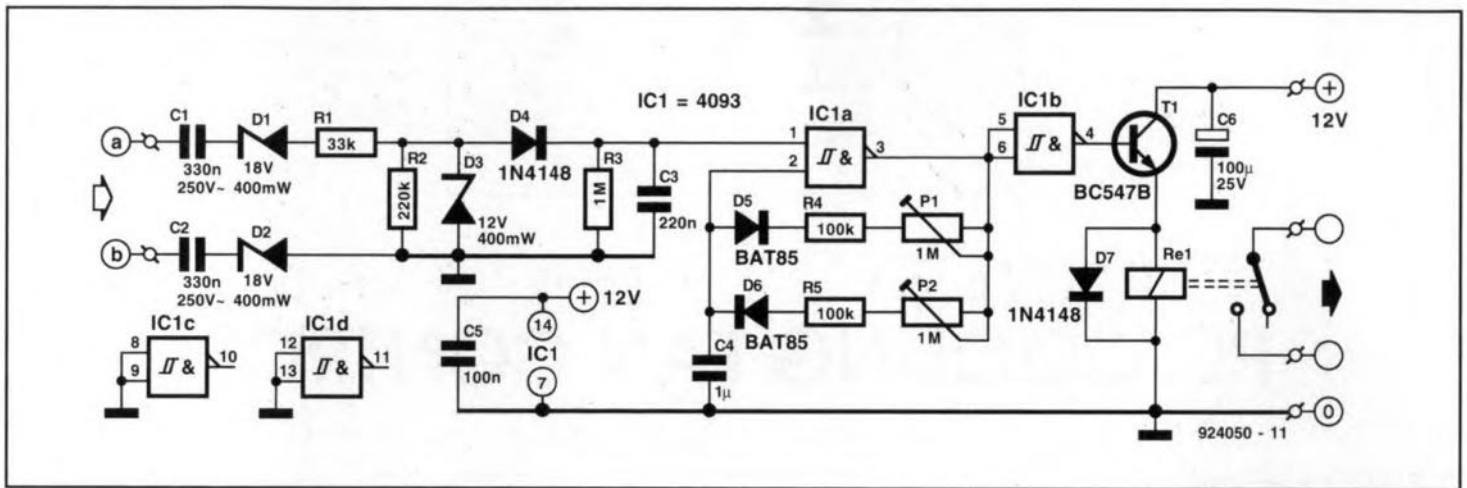 IC1 = 4093
a
C1
330n
250V~
D1
18V
400mW
R1
33k
R2
220k
D3
12V
400mW
D4
1N4148
R3
1M
C3
220n
b
C2
330n
250V~
D2
18V
400mW
IC1a
1
2
&
3
IC1b
5
6
&
4
T1
BC547B
C6
100µ
25V
+
12V
D5
BAT85
R4
100k
P1
1M
D6
BAT85
R5
100k
P2
1M
C4
1µ
D7
1N4148
Re1
IC1c
8
9
&
10
IC1d
12
13
&
11
C5
100n
14
IC1
7
+
12V
0
924050 - 11